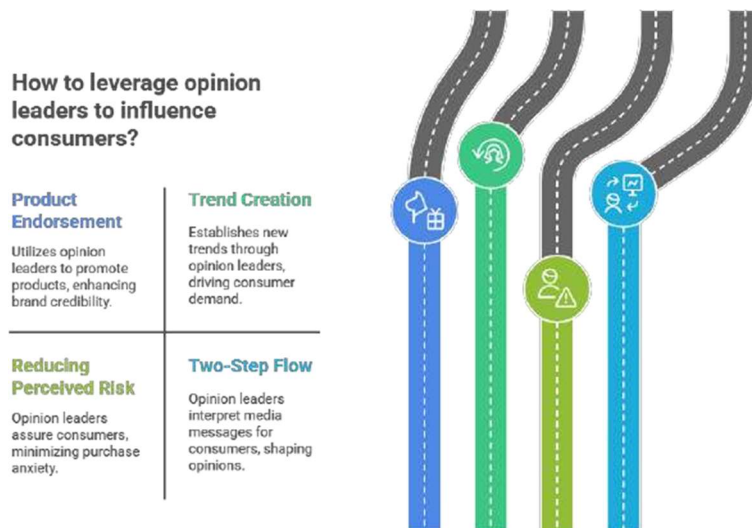 How to leverage opinion
leaders to influence
consumers?
Product
Endorsement
Utilizes opinion
leaders to promote
products, enhancing
brand credibility.
Trend Creation
Establishes new
trends through
opinion leaders,
driving consumer
demand.
Reducing
Perceived Risk
Opinion leaders
assure consumers,
minimizing purchase
anxiety.
Two-Step Flow
Opinion leaders
interpret media
messages for
consumers, shaping
opinions.